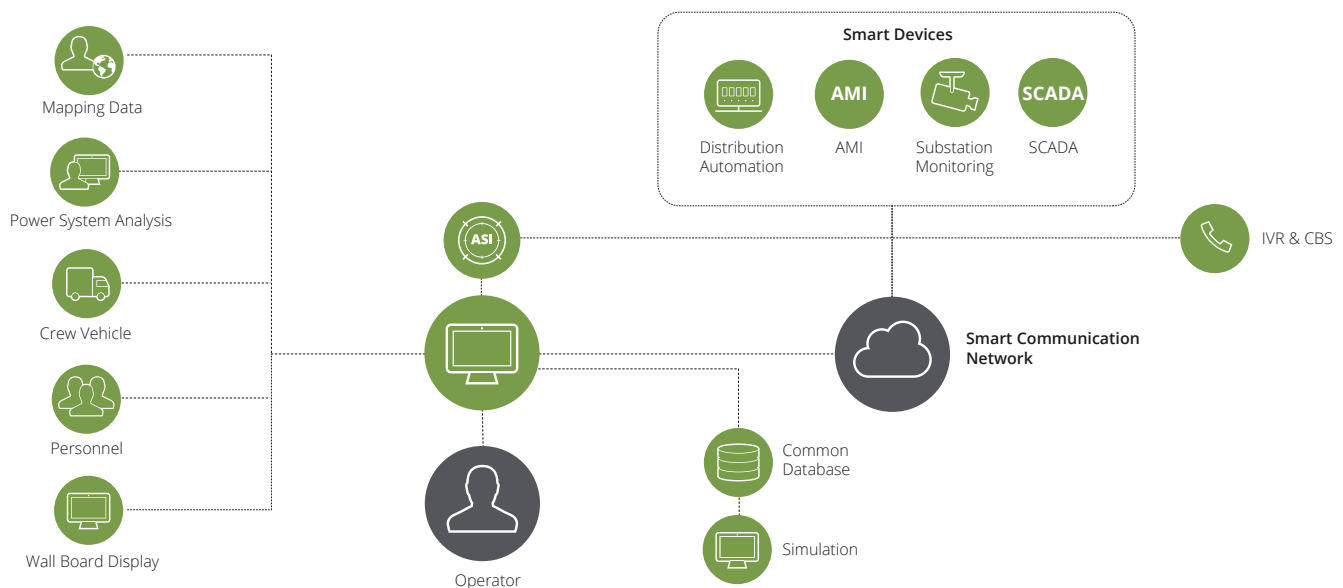 Mapping Data
Power System Analysis
Crew Vehicle
Personnel
Wall Board Display
ASI
Operator
Smart Devices
AMI
SCADA
Distribution
Automation
AMI
Substation
Monitoring
SCADA
IVR & CBS
Smart Communication
Network
Common
Database
Simulation